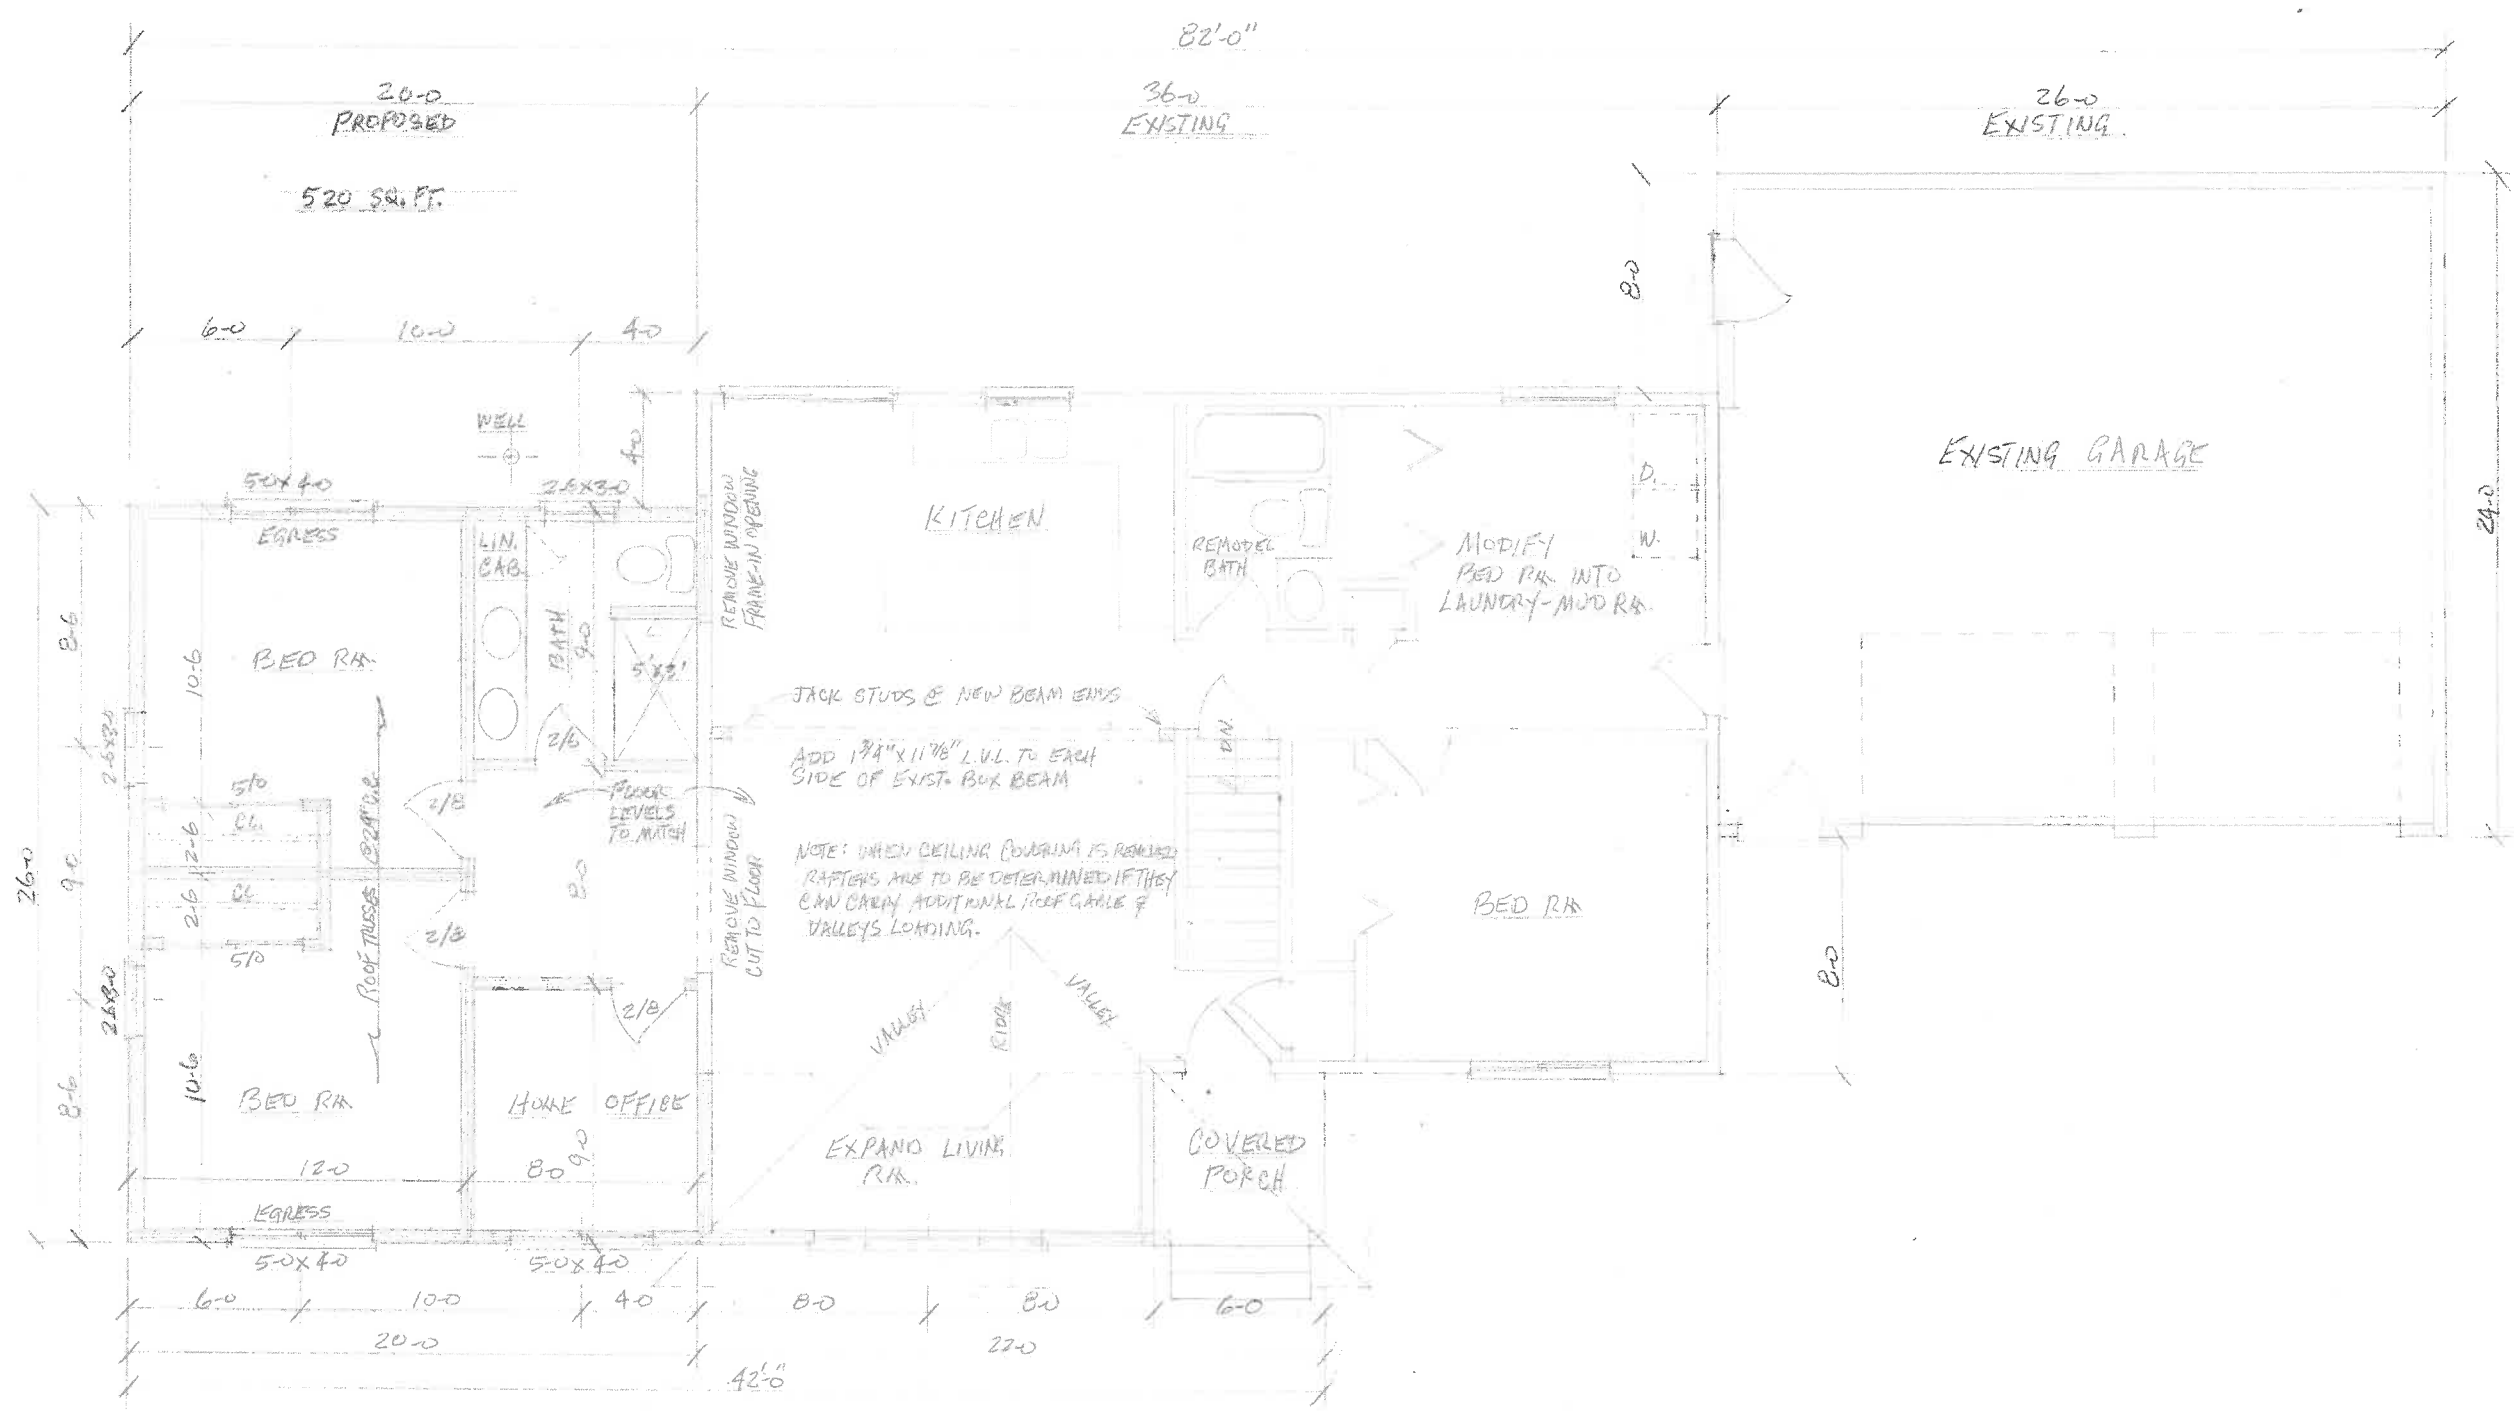 82'-0"
20-0
PROPOSED
36-0
EXISTING
26-0
EXISTING.
520 SQ. FT.
8-0
6-0
10-0
4-0
WELL
4-0
50X40
26X30
EGRESS
LIN.
CAB.
REMOVE WINDOW
FRAME-IN OPENING
KITCHEN
REMODEL
BATH
D.
W.
MODIFY
BED RM. INTO
LAUNDRY-MUD RM.
EXISTING GARAGE
24-0
8-6
10-6
BED RM.
BATH
9-0
5'X3'
2/6
JACK STUDS @ NEW BEAM ENDS
DN.
ADD 1 3/4" X 11 7/8" L.V.L. TO EACH
SIDE OF EXIST. BOX BEAM
26X30
5/0
CL.
2-6
2/8
FLOOR
LEVELS
TO MATCH
26-0
9-0
2-6
CL
5/0
2/8
ROOF TRUSSES @ 24" O.C.
8-0
REMOVE WINDOW
CUT TO FLOOR
NOTE: WHEN CEILING COVERING IS REMOVED
RAFTERS ARE TO BE DETERMINED IF THEY
CAN CARRY ADDITIONAL ROOF GABLE &
VALLEYS LOADING.
BED RM
8-0
26X30
2/8
VALLEY
RIDGE
VALLEY
8-6
10-6
BED RM.
HOME OFFICE
9-0
EXPAND LIVING
RM.
COVERED
PORCH
12-0
8-0
EGRESS
50X40
50X40
6-0
10-0
4-0
8-0
8-0
6-0
20-0
22-0
42'-0"